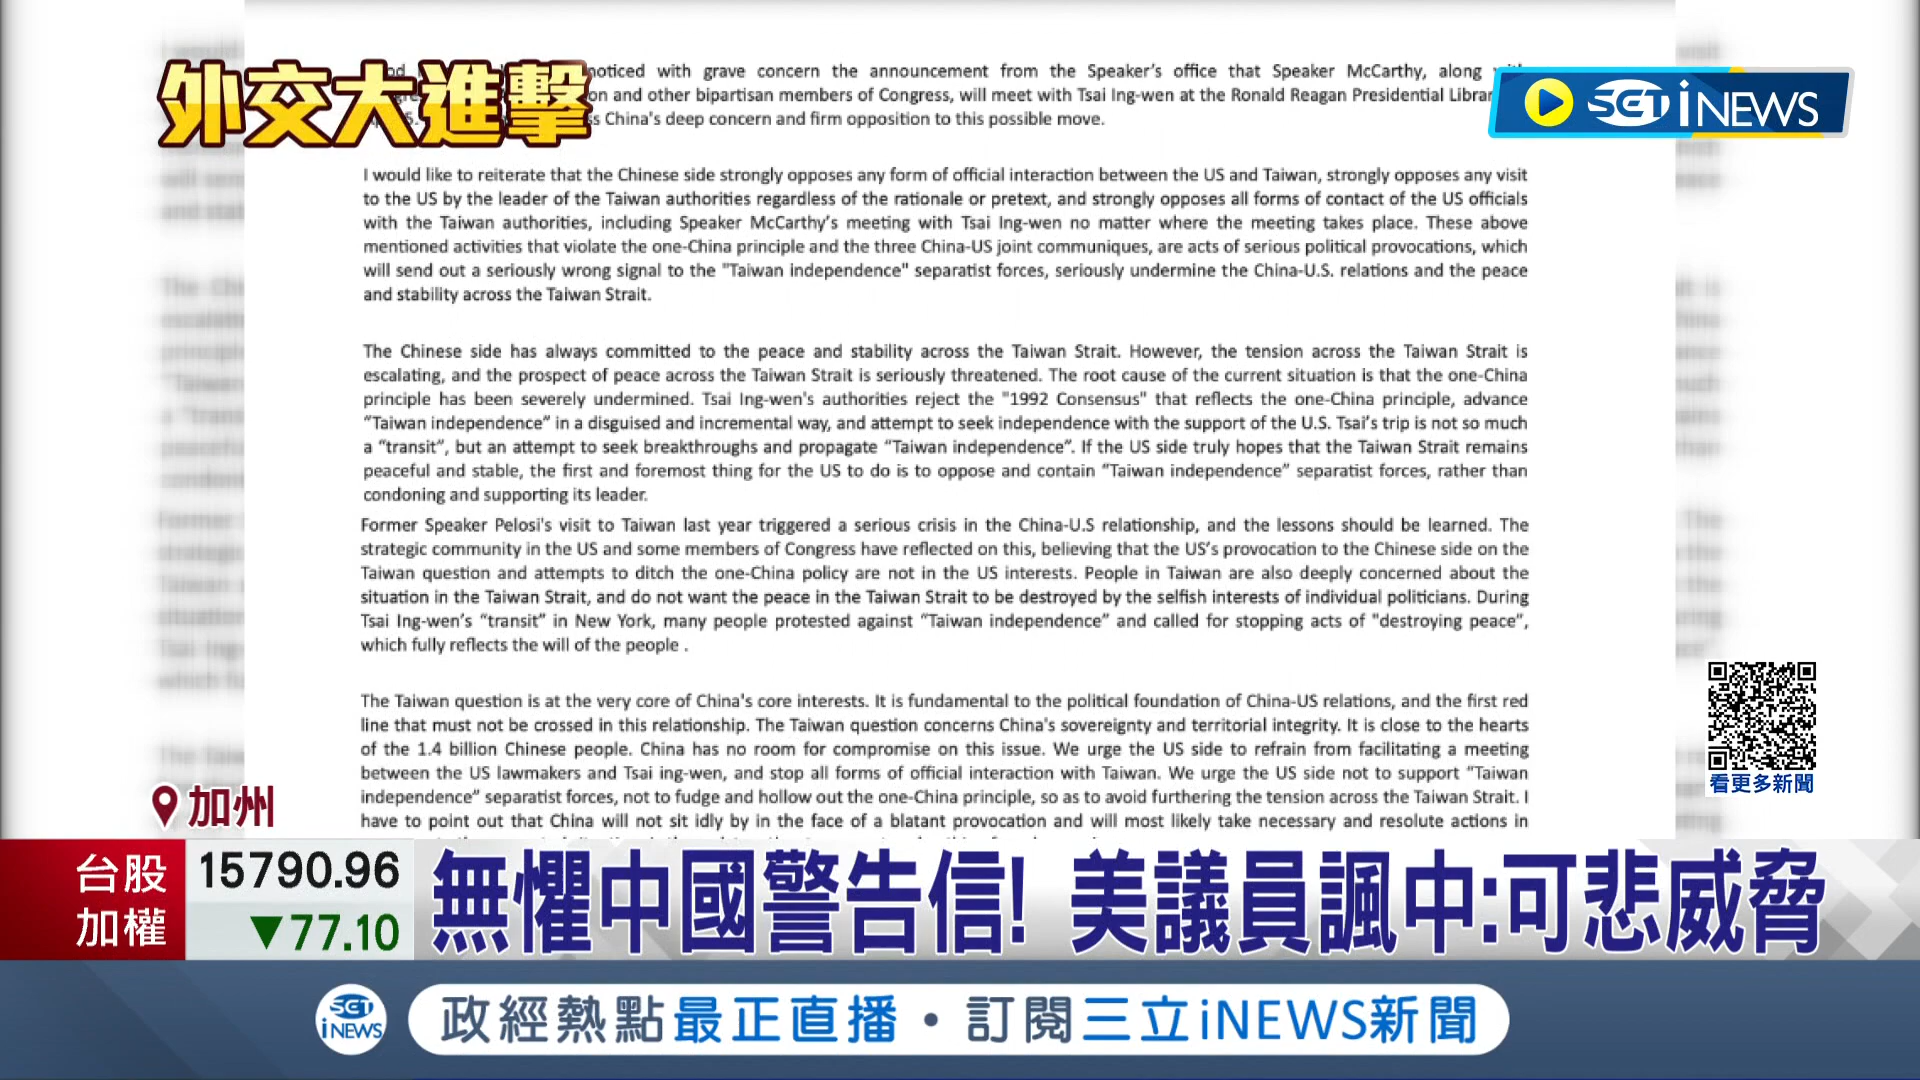 外交大進擊
SET iNEWS
noticed with grave concern the announcement from the Speaker's office that Speaker McCarthy, along
on and other bipartisan members of Congress, will meet with Tsai Ing-wen at the Ronald Reagan Presidential
China's deep concern and firm opposition to this possible move.
I would like to reiterate that the Chinese side strongly opposes any form of official interaction between the US and Taiwan, strongly opposes any visit
to the US by the leader of the Taiwan authorities regardless of the rationale or pretext, and strongly opposes all forms of contact of the US officials
with the Taiwan authorities, including Speaker McCarthy's meeting with Tsai Ing-wen no matter where the meeting takes place. These above
mentioned activities that violate the one-China principle and the three China-US joint communiques, are acts of serious political provocations, which
will send out a seriously wrong signal to the "Taiwan independence" separatist forces, seriously undermine the China-U.S. relations and the peace
and stability across the Taiwan Strait.
The Chinese side has always committed to the peace and stability across the Taiwan Strait. However, the tension across the Taiwan Strait is
escalating, and the prospect of peace across the Taiwan Strait is seriously threatened. The root cause of the current situation is that the one-China
principle has been severely undermined. Tsai Ing-wen's authorities reject the "1992 Consensus" that reflects the one-China principle, advance
“Taiwan independence” in a disguised and incremental way, and attempt to seek independence with the support of the U.S. Tsai’s trip is not so much
a “transit”, but an attempt to seek breakthroughs and propagate “Taiwan independence”. If the US side truly hopes that the Taiwan Strait remains
peaceful and stable, the first and foremost thing for the US to do is to oppose and contain “Taiwan independence” separatist forces, rather than
condoning and supporting its leader.
Former Speaker Pelosi's visit to Taiwan last year triggered a serious crisis in the China-U.S relationship, and the lessons should be learned. The
strategic community in the US and some members of Congress have reflected on this, believing that the US’s provocation to the Chinese side on the
Taiwan question and attempts to ditch the one-China policy are not in the US interests. People in Taiwan are also deeply concerned about the
situation in the Taiwan Strait, and do not want the peace in the Taiwan Strait to be destroyed by the selfish interests of individual politicians. During
Tsai Ing-wen’s “transit” in New York, many people protested against “Taiwan independence” and called for stopping acts of "destroying peace”,
which fully reflects the will of the people .
The Taiwan question is at the very core of China's core interests. It is fundamental to the political foundation of China-US relations, and the first red
line that must not be crossed in this relationship. The Taiwan question concerns China's sovereignty and territorial integrity. It is close to the hearts
of the 1.4 billion Chinese people. China has no room for compromise on this issue. We urge the US side to refrain from facilitating a meeting
between the US lawmakers and Tsai ing-wen, and stop all forms of official interaction with Taiwan. We urge the US side not to support “Taiwan
independence” separatist forces, not to fudge and hollow out the one-China principle, so as to avoid furthering the tension across the Taiwan Strait. I
have to point out that China will not sit idly by in the face of a blatant provocation and will most likely take necessary and resolute actions in
看更多新聞
加州
台股
加權
15790.96
▼77.10
無懼中國警告信! 美議員諷中:可悲威脅
SET iNEWS
政經熱點最正直播・訂閱三立iNEWS新聞